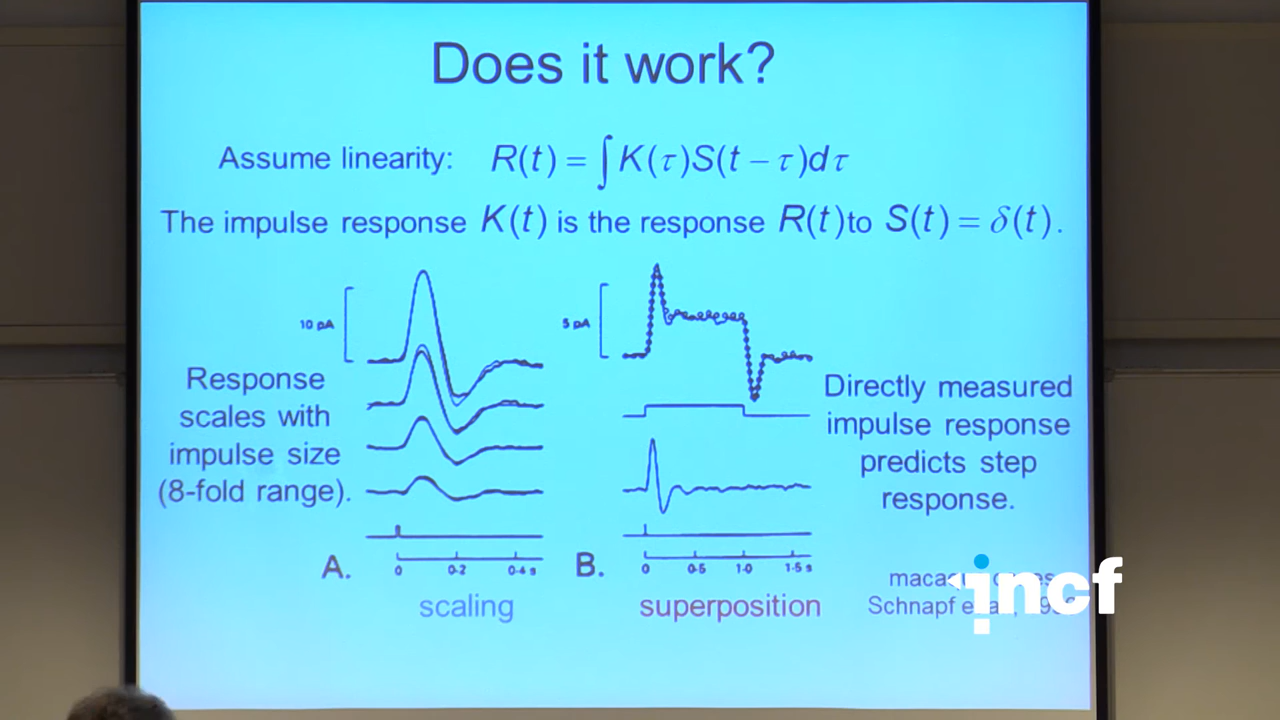 Does it work?
Assume linearity: R(t) = ∫ K(τ)S(t − τ)dτ
The impulse response K(t) is the response R(t) to S(t) = δ(t).
10 pA
5 pA
Response
scales with
impulse size
(8-fold range).
Directly measured
impulse response
predicts step
response.
A.
0 0·2 0·4 s
B.
0 0·5 1·0 1·5 s
scaling
superposition
Schnapf
incf